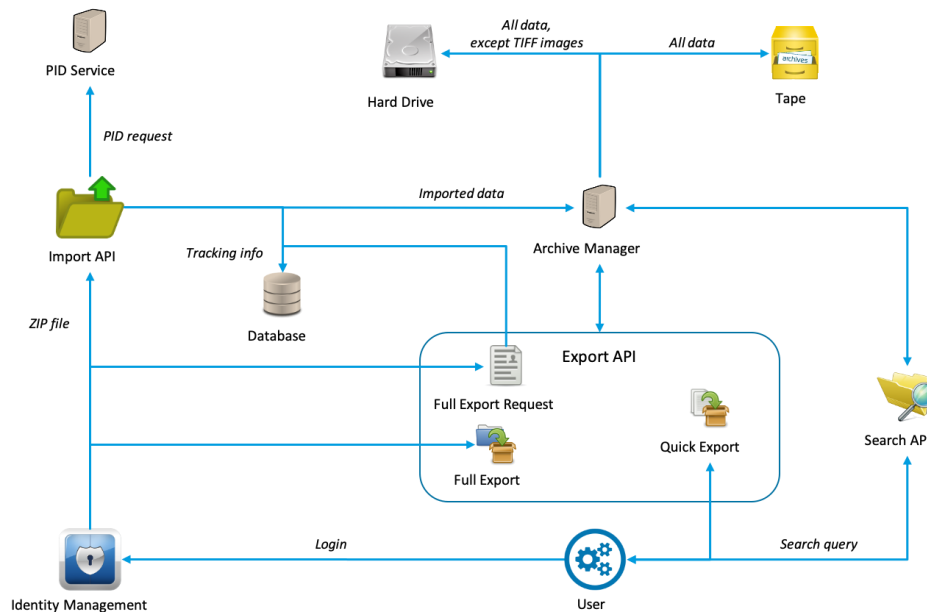 All data,
except TIFF images
All data
archives
PID Service
Hard Drive
Tape
PID request
Imported data
Import API
Tracking info
Archive Manager
ZIP file
Database
Export API
Full Export Request
Quick Export
Search AP
Full Export
Login
Search query
Identity Management
User